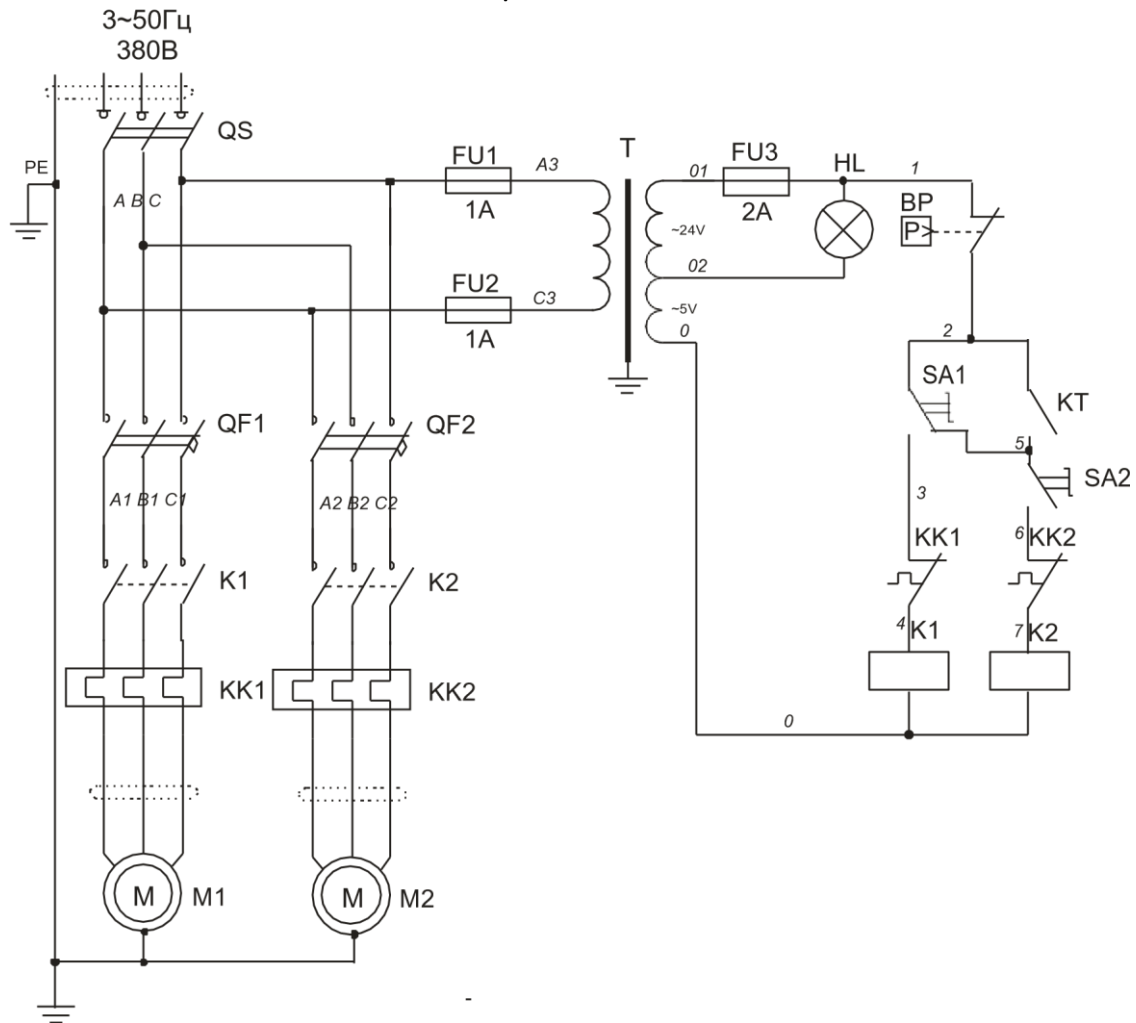 3~50Гц
380В
QS
PE
A B C
FU1
A3
1A
FU2
C3
1A
T
01
FU3
2A
HL
1
~24V
02
~5V
0
BP
P>
2
SA1
KT
5
SA2
3
6
KK1
KK2
4
K1
7
K2
0
QF1
QF2
A1 B1 C1
A2 B2 C2
K1
K2
KK1
KK2
M
M1
M
M2
-